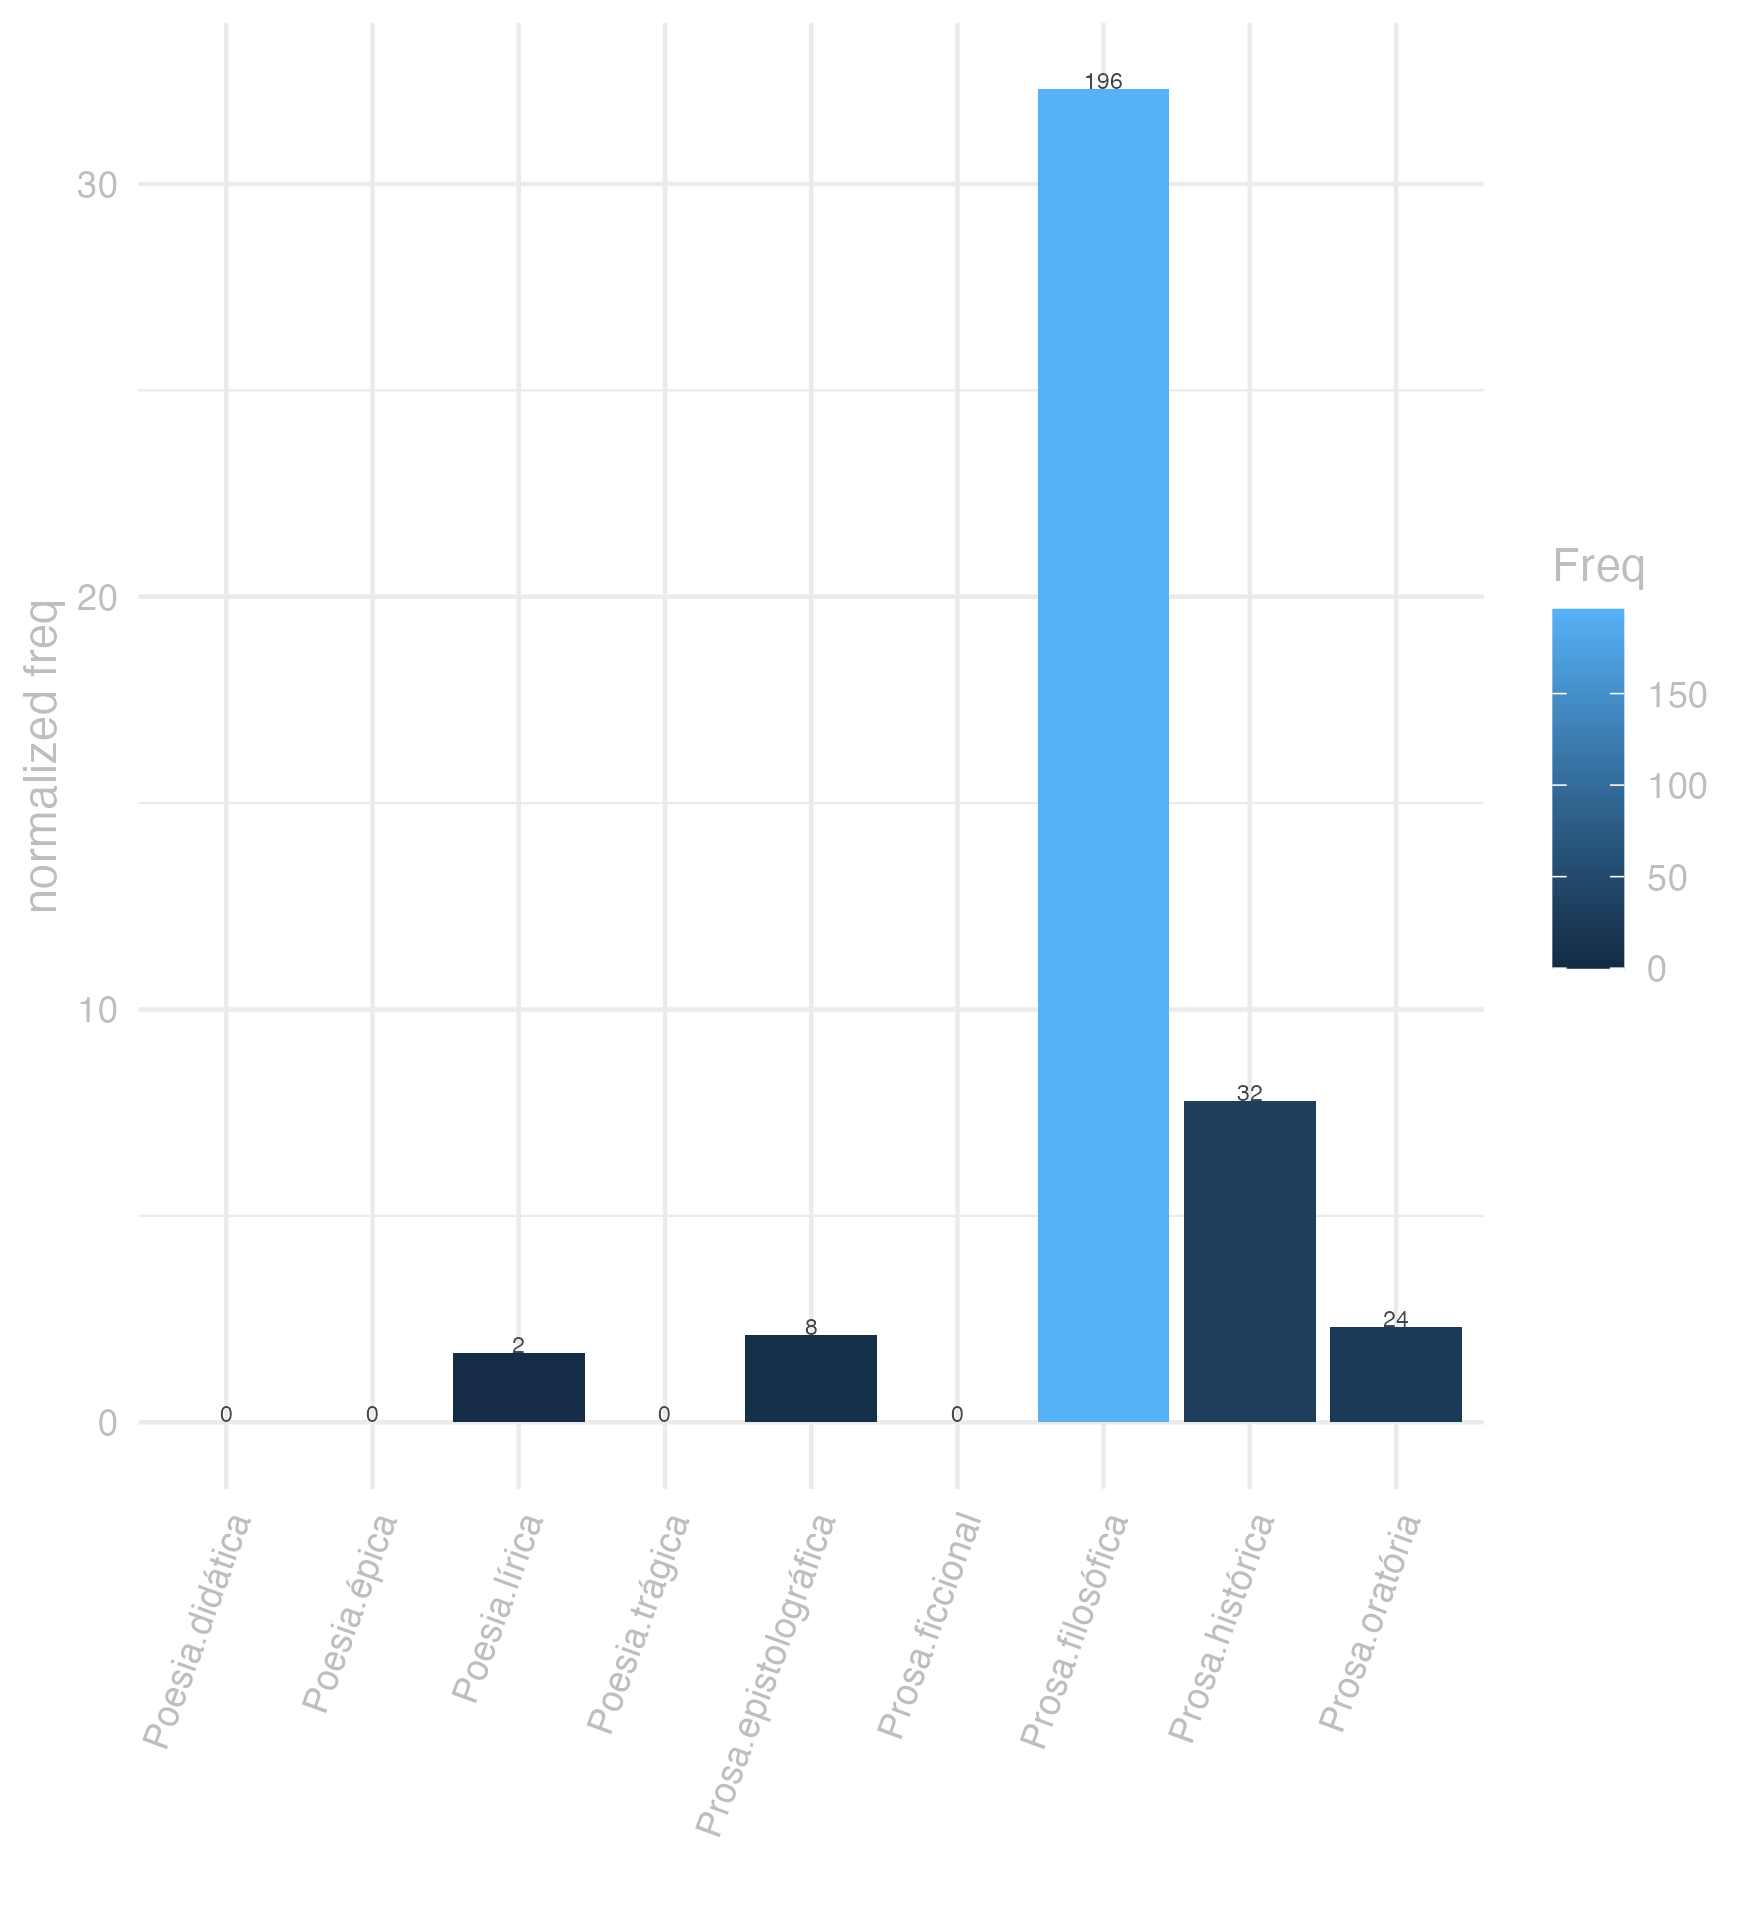 196
30
Freq
20
150
100
normalized freq
50
0
10
32
24
8
2
0
0
0
0
0
Poesia.didática
Poesia.épica
Poesia.lírica
Poesia.trágica
Prosa.epistolográfica
Prosa.ficcional
Prosa.filosófica
Prosa.histórica
Prosa.oratória